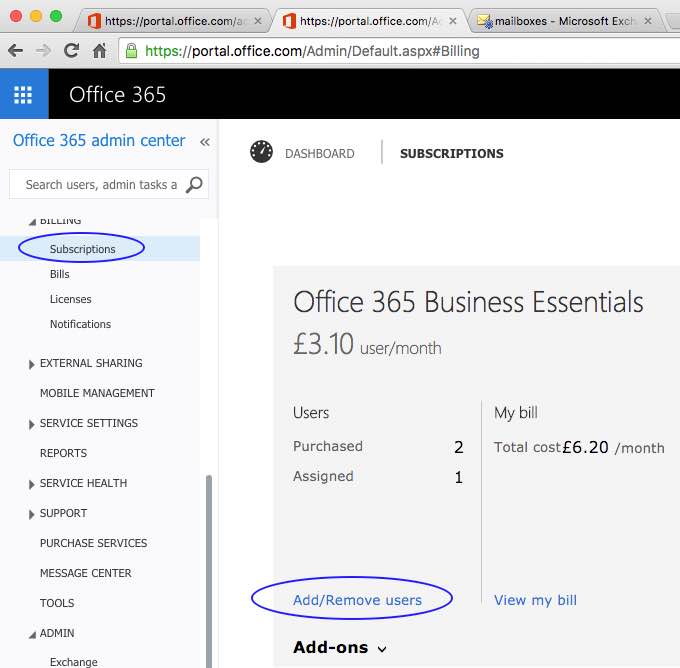 https://portal.office.com/ac
https://portal.office.com/A
mailboxes - Microsoft Exch
https://portal.office.com/Admin/Default.aspx#Billing
Office 365
Office 365 admin center «
DASHBOARD
SUBSCRIPTIONS
Search users, admin tasks a
BILLING
Subscriptions
Bills
Licenses
Notifications
EXTERNAL SHARING
MOBILE MANAGEMENT
SERVICE SETTINGS
REPORTS
SERVICE HEALTH
SUPPORT
PURCHASE SERVICES
MESSAGE CENTER
TOOLS
ADMIN
Exchange
Office 365 Business Essentials
£3.10 user/month
Users
Purchased 2
Assigned 1
Add/Remove users
My bill
Total cost £6.20 /month
View my bill
Add-ons